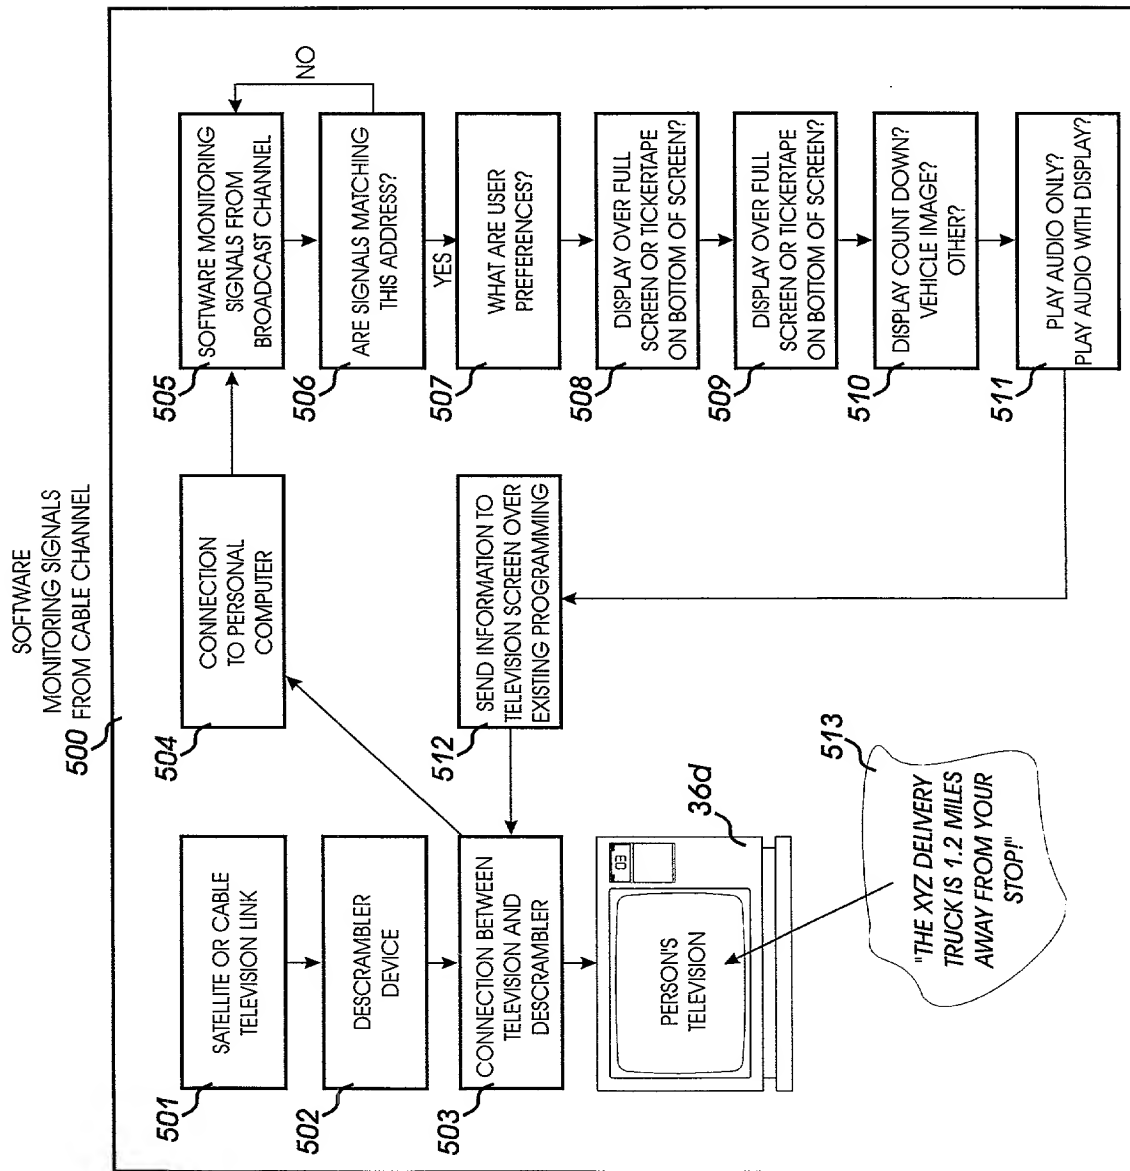 SOFTWARE
MONITORING SIGNALS
FROM CABLE CHANNEL
500
501
SATELLITE OR CABLE
TELEVISION LINK
502
DESCRAMBLER
DEVICE
503
CONNECTION BETWEEN
TELEVISION AND
DESCRAMBLER
36d
03
PERSON'S
TELEVISION
513
"THE XYZ DELIVERY
TRUCK IS 1.2 MILES
AWAY FROM YOUR
STOP!"
504
CONNECTION
TO PERSONAL
COMPUTER
512
SEND INFORMATION TO
TELEVISION SCREEN OVER
EXISTING PROGRAMMING
505
SOFTWARE MONITORING
SIGNALS FROM
BROADCAST CHANNEL
NO
506
ARE SIGNALS MATCHING
THIS ADDRESS?
YES
507
WHAT ARE USER
PREFERENCES?
508
DISPLAY OVER FULL
SCREEN OR TICKERTAPE
ON BOTTOM OF SCREEN?
509
DISPLAY OVER FULL
SCREEN OR TICKERTAPE
ON BOTTOM OF SCREEN?
510
DISPLAY COUNT DOWN?
VEHICLE IMAGE?
OTHER?
511
PLAY AUDIO ONLY?
PLAY AUDIO WITH DISPLAY?